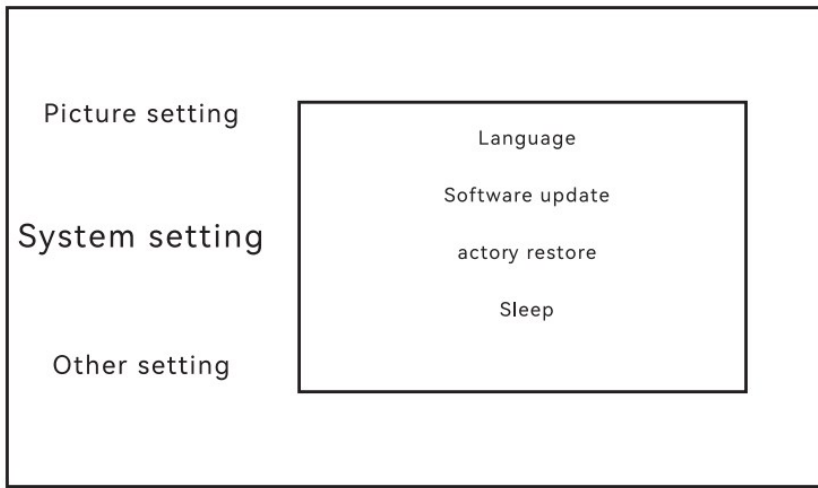 Picture setting
System setting
Other setting
Language
Software update
actory restore
Sleep